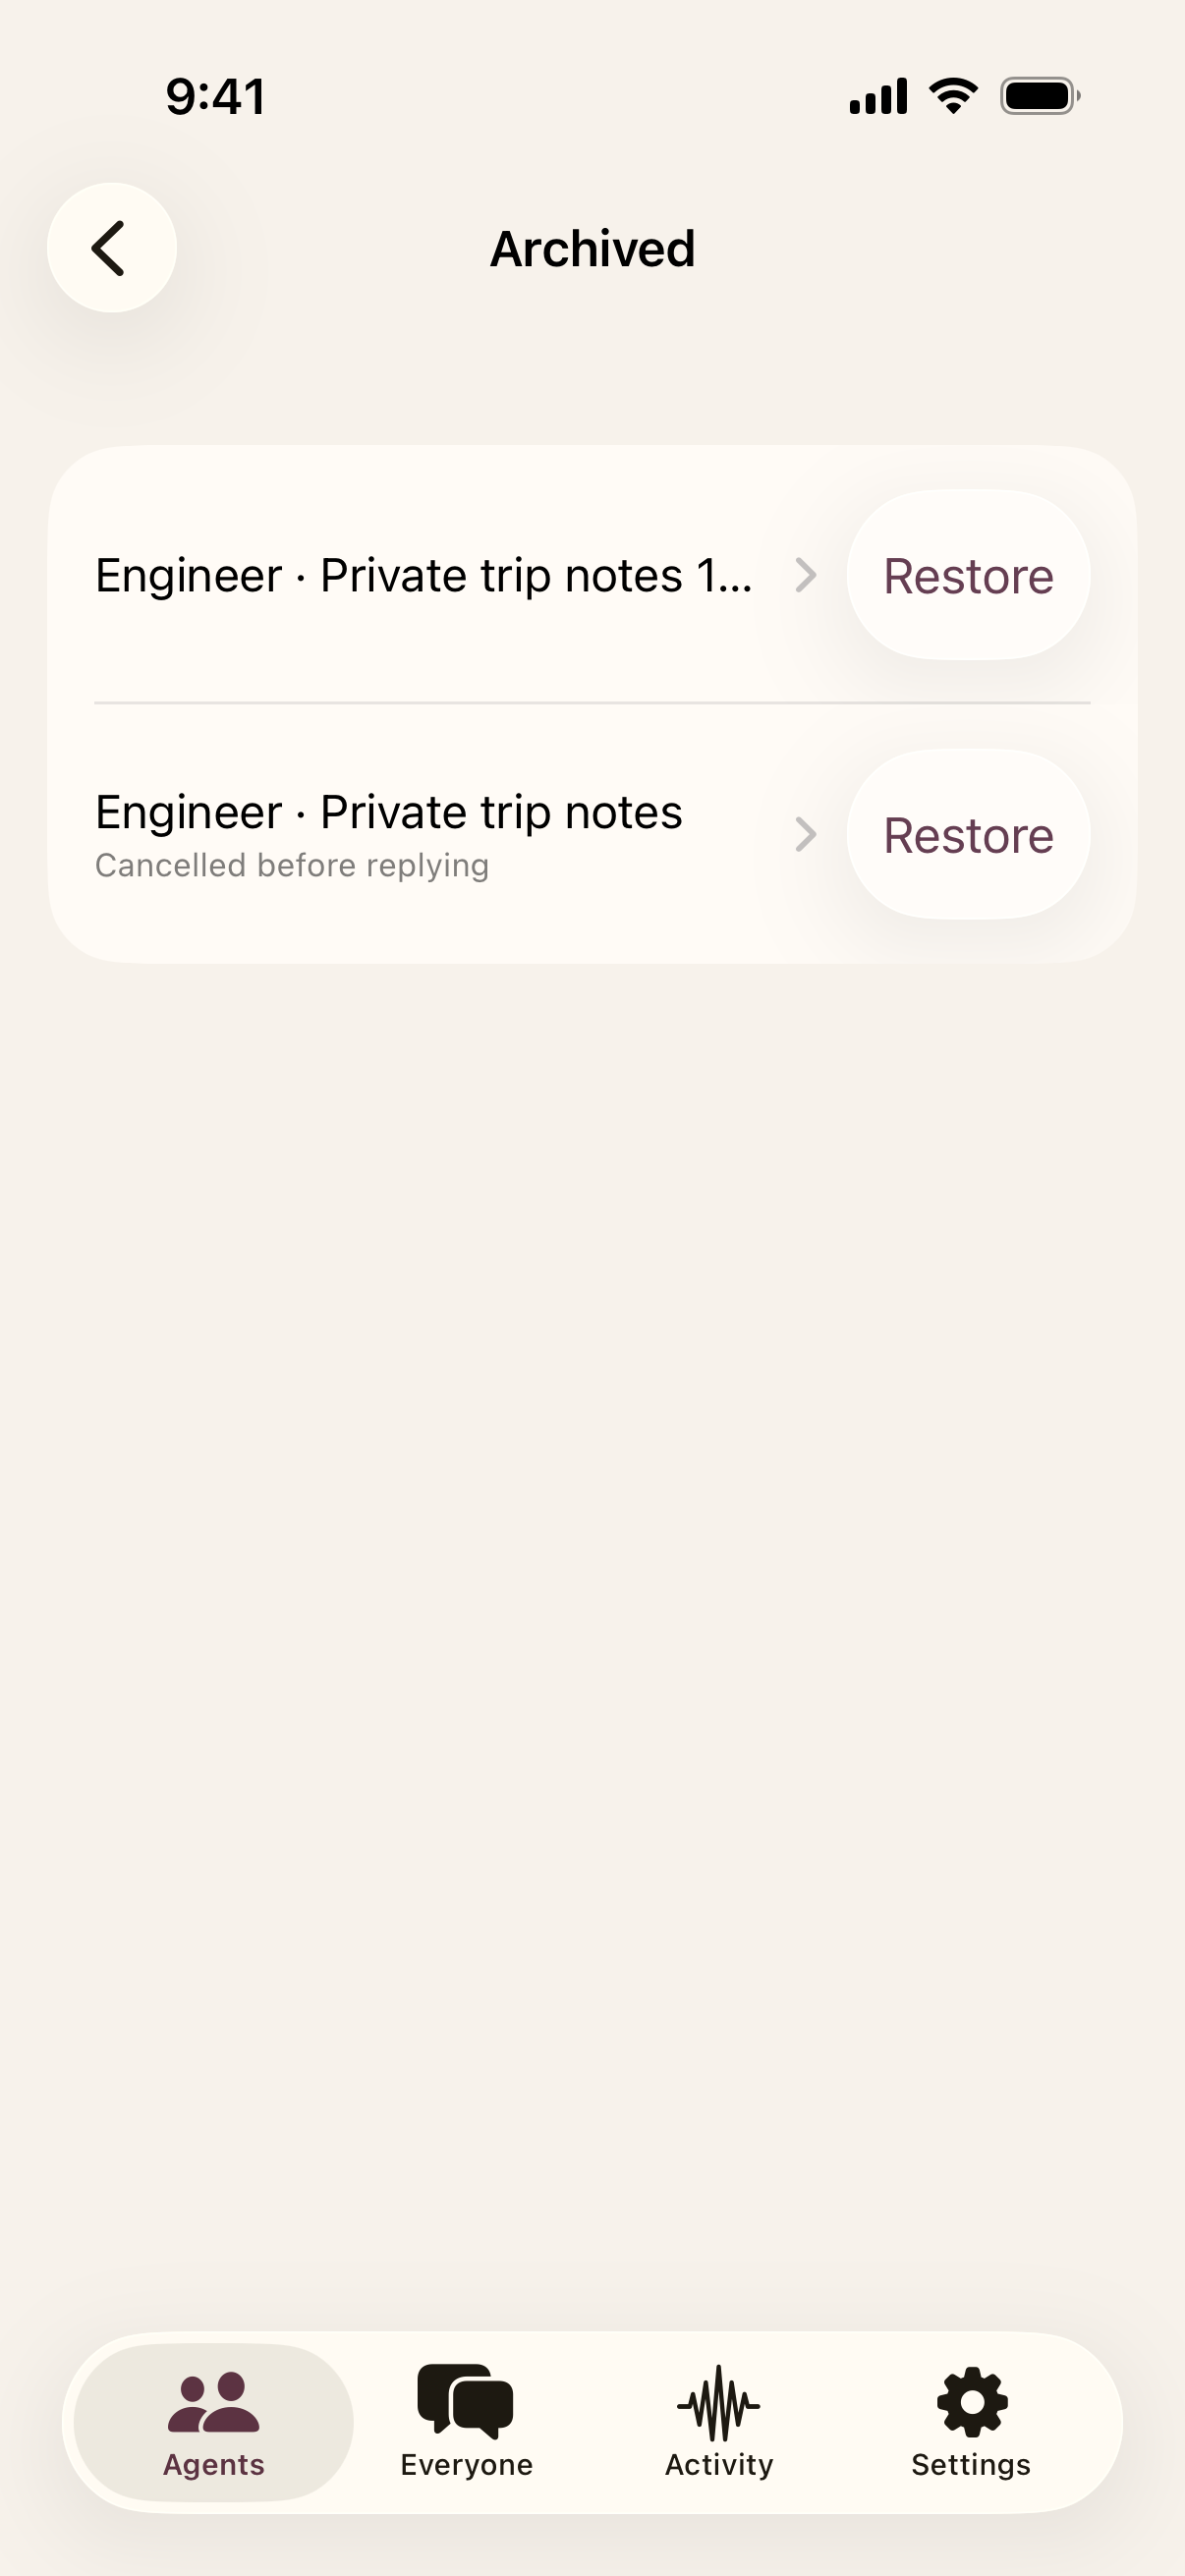 9:41
Archived
Engineer · Private trip notes 1...
Restore
Engineer · Private trip notes
Cancelled before replying
Restore
Agents
Everyone
Activity
Settings